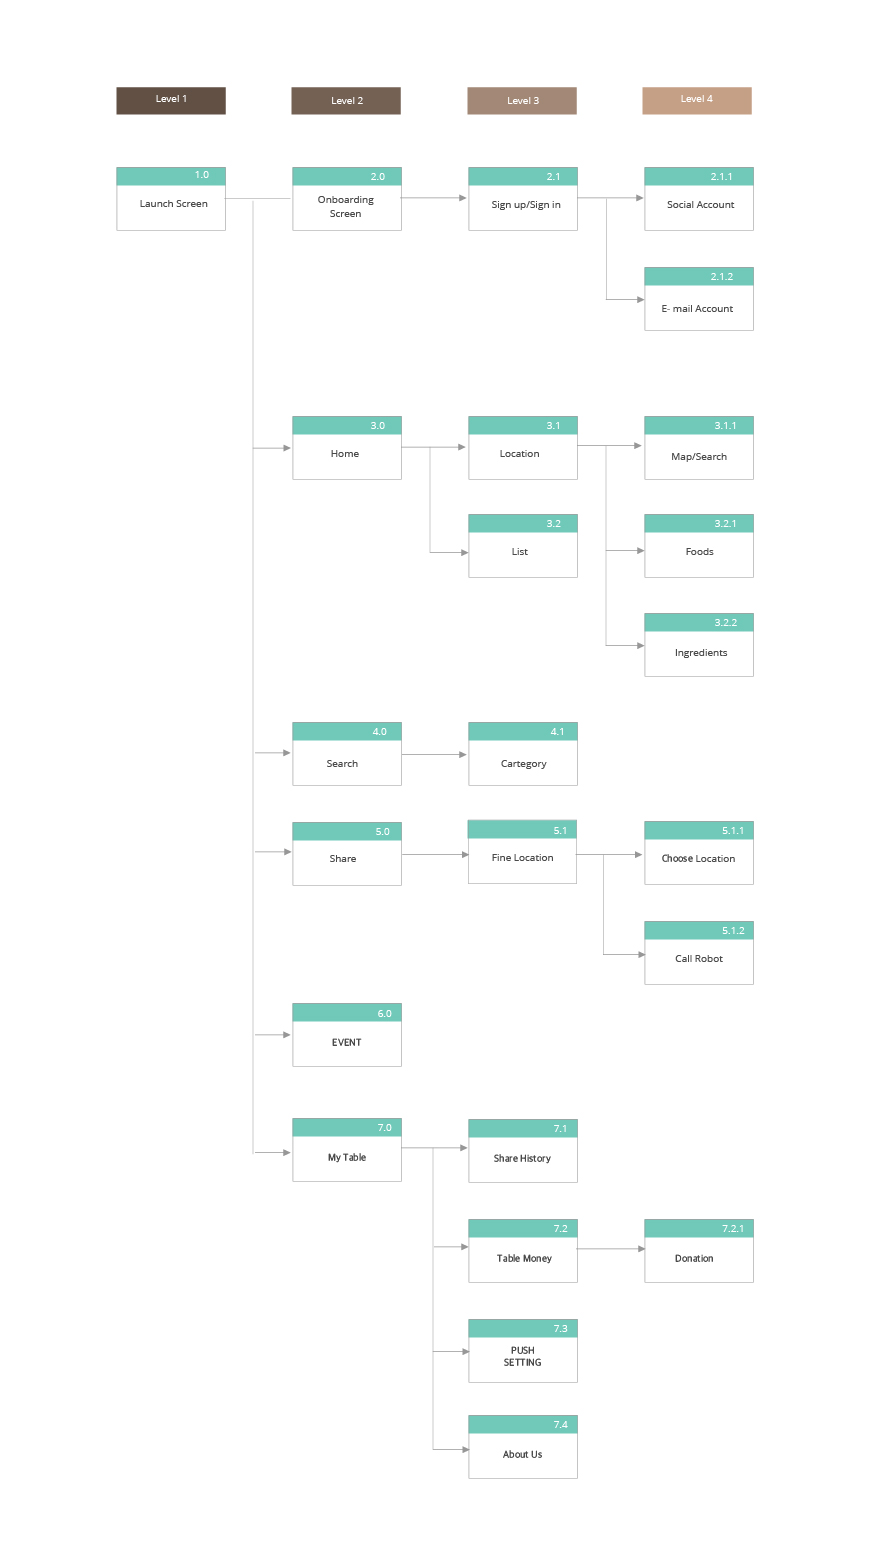 Level 1
Level 2
Level 3
Level 4
1.0
Launch Screen
2.0
Onboarding
Screen
2.1
Sign up/Sign in
2.1.1
Social Account
2.1.2
E- mail Account
3.0
Home
3.1
Location
3.1.1
Map/Search
3.2
List
3.2.1
Foods
3.2.2
Ingredients
4.0
Search
4.1
Cartegory
5.0
Share
5.1
Fine Location
5.1.1
Choose Location
5.1.2
Call Robot
6.0
EVENT
7.0
My Table
7.1
Share History
7.2
Table Money
7.2.1
Donation
7.3
PUSH
SETTING
7.4
About Us